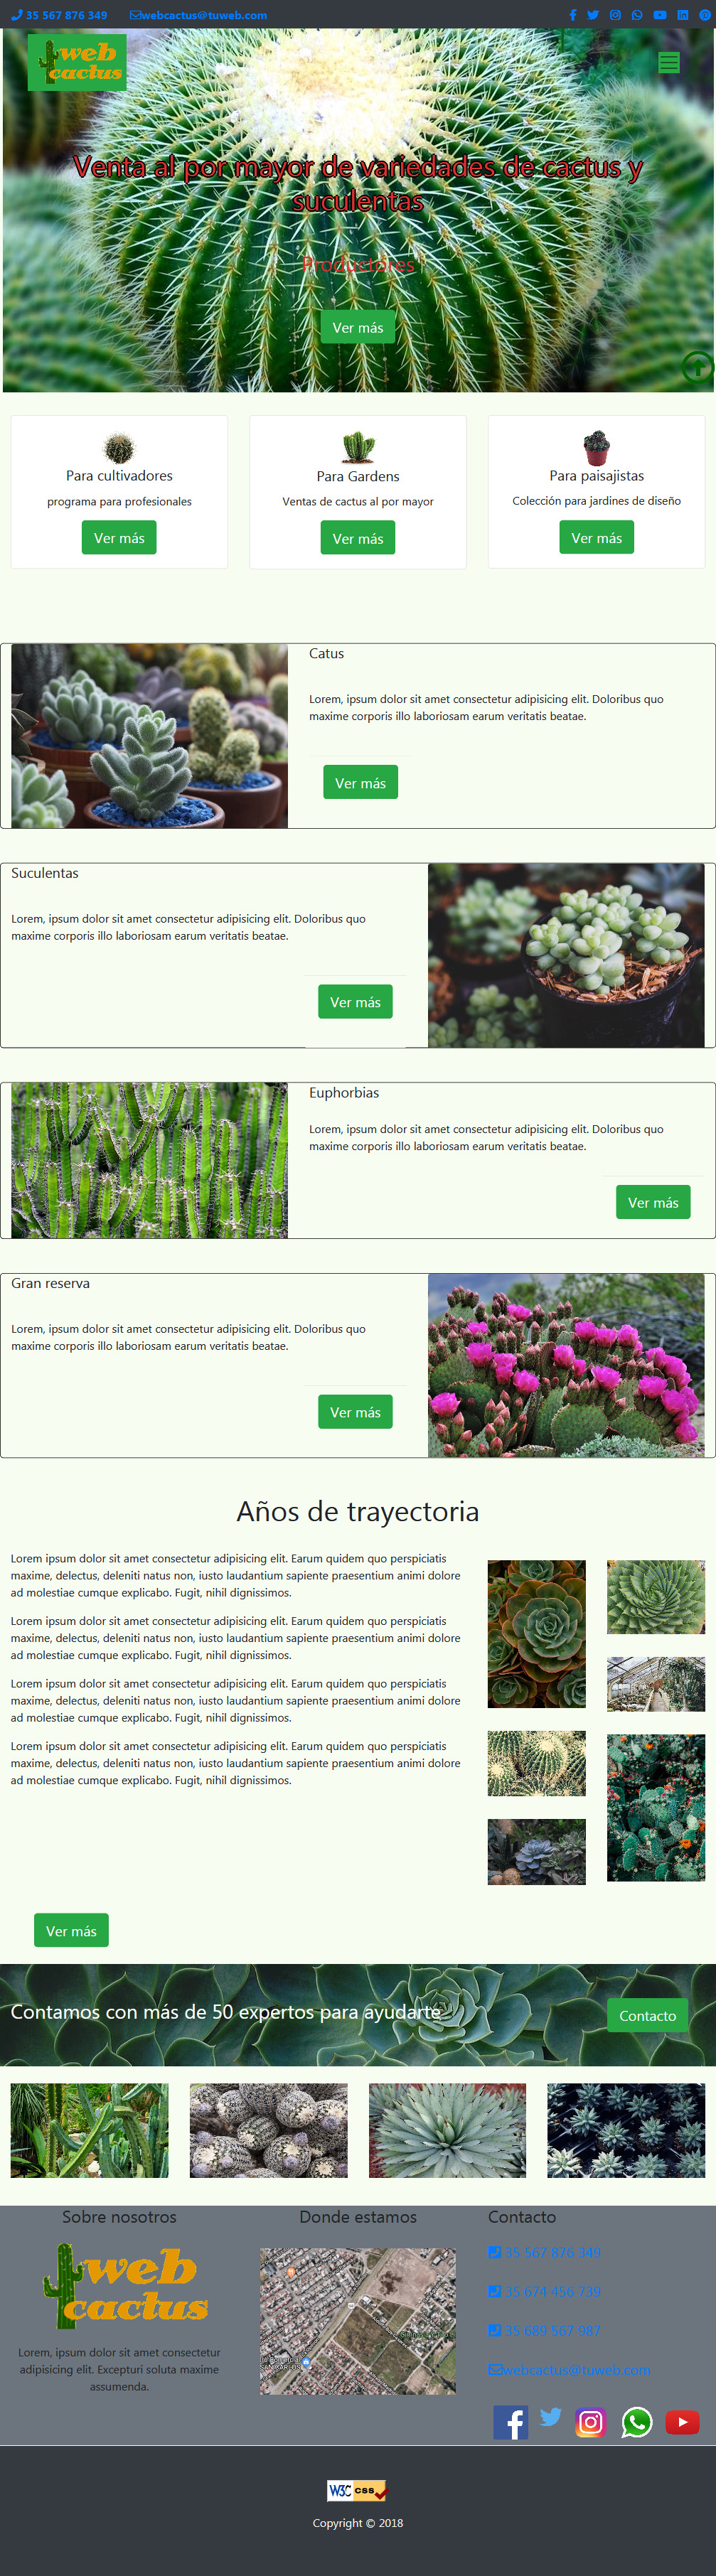 35 567 876 349 webcactus@tuweb.com
web
cactus
Venta al por mayor de variedades de cactus y
suculentas
Productores
Ver más
Para cultivadores
programa para profesionales
Ver más
Para Gardens
Ventas de cactus al por mayor
Ver más
Para paisajistas
Colección para jardines de diseño
Ver más
Catus
Lorem, ipsum dolor sit amet consectetur adipisicing elit. Doloribus quo
maxime corporis illo laboriosam earum veritatis beatae.
Ver más
Suculentas
Lorem, ipsum dolor sit amet consectetur adipisicing elit. Doloribus quo
maxime corporis illo laboriosam earum veritatis beatae.
Ver más
Euphorbias
Lorem, ipsum dolor sit amet consectetur adipisicing elit. Doloribus quo
maxime corporis illo laboriosam earum veritatis beatae.
Ver más
Gran reserva
Lorem, ipsum dolor sit amet consectetur adipisicing elit. Doloribus quo
maxime corporis illo laboriosam earum veritatis beatae.
Ver más
Años de trayectoria
Lorem ipsum dolor sit amet consectetur adipisicing elit. Earum quidem quo perspiciatis
maxime, delectus, deleniti natus non, iusto laudantium sapiente praesentium animi dolore
ad molestiae cumque explicabo. Fugit, nihil dignissimos.
Lorem ipsum dolor sit amet consectetur adipisicing elit. Earum quidem quo perspiciatis
maxime, delectus, deleniti natus non, iusto laudantium sapiente praesentium animi dolore
ad molestiae cumque explicabo. Fugit, nihil dignissimos.
Lorem ipsum dolor sit amet consectetur adipisicing elit. Earum quidem quo perspiciatis
maxime, delectus, deleniti natus non, iusto laudantium sapiente praesentium animi dolore
ad molestiae cumque explicabo. Fugit, nihil dignissimos.
Lorem ipsum dolor sit amet consectetur adipisicing elit. Earum quidem quo perspiciatis
maxime, delectus, deleniti natus non, iusto laudantium sapiente praesentium animi dolore
ad molestiae cumque explicabo. Fugit, nihil dignissimos.
Ver más
Contamos con más de 50 expertos para ayudarte
Contacto
Sobre nosotros
web
cactus
Lorem, ipsum dolor sit amet consectetur
adipisicing elit. Excepturi soluta maxime
assumenda.
Donde estamos
Contacto
35 567 876 349
35 674 456 739
35 689 567 987
webcactus@tuweb.com
W3C css
Copyright © 2018